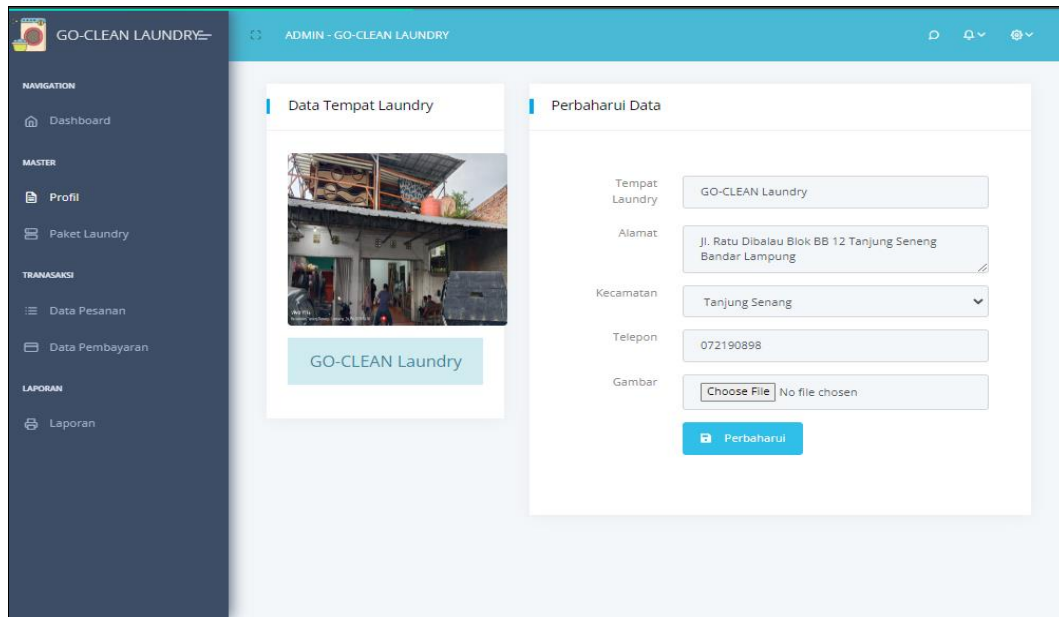 GO-CLEAN LAUNDRY
ADMIN - GO-CLEAN LAUNDRY
NAVIGATION
Dashboard
MASTER
Profil
Paket Laundry
TRANASAKSI
Data Pesanan
Data Pembayaran
LAPORAN
Laporan
Data Tempat Laundry
GO-CLEAN Laundry
Perbaharui Data
Tempat
Laundry
GO-CLEAN Laundry
Alamat
Jl. Ratu Dibalau Blok BB 12 Tanjung Seneng
Bandar Lampung
Kecamatan
Tanjung Senang
Telepon
072190898
Gambar
Choose File No file chosen
Perbaharui